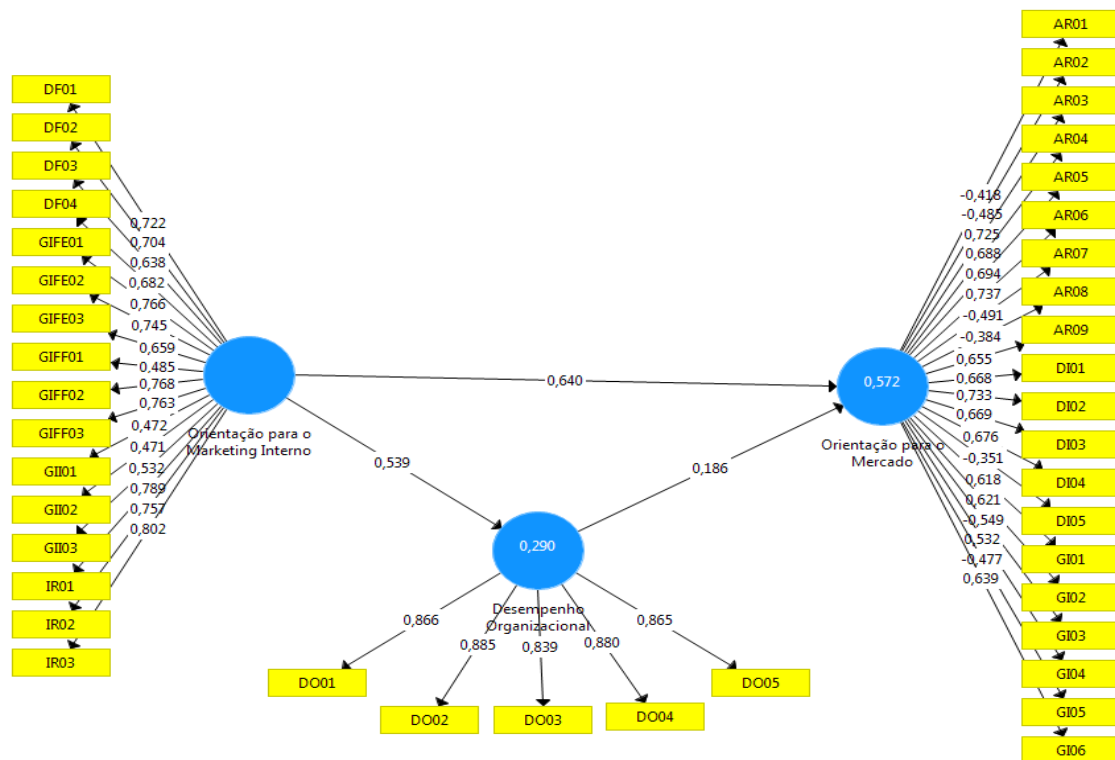 DF01
DF02
DF03
DF04
GIFE01
GIFE02
GIFE03
GIFF01
GIFF02
GIFF03
GII01
GII02
GII03
IR01
IR02
IR03
0,722
0,704
0,638
0,682
0,766
0,745
0,659
0,485
0,768
0,763
0,472
0,471
0,532
0,789
0,757
0,802
Orientação para o
Marketing Interno
0,640
0,539
0,186
0,290
Desempenho
Organizacional
0,866
0,885
0,839
0,880
0,865
DO01
DO02
DO03
DO04
DO05
0,572
Orientação para o
Mercado
-0,418
-0,485
0,725
0,688
0,694
0,737
-0,491
-0,384
0,655
0,668
0,733
0,669
0,676
-0,351
0,618
0,621
-0,549
0,532
-0,477
0,639
AR01
AR02
AR03
AR04
AR05
AR06
AR07
AR08
AR09
DI01
DI02
DI03
DI04
DI05
GI01
GI02
GI03
GI04
GI05
GI06